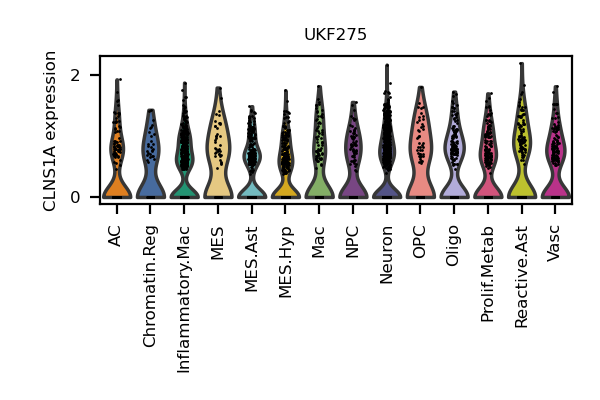 UKF275
CLNS1A expression
2
0
AC
Chromatin.Reg
Inflammatory.Mac
MES
MES.Ast
MES.Hyp
Mac
NPC
Neuron
OPC
Oligo
Prolif.Metab
Reactive.Ast
Vasc